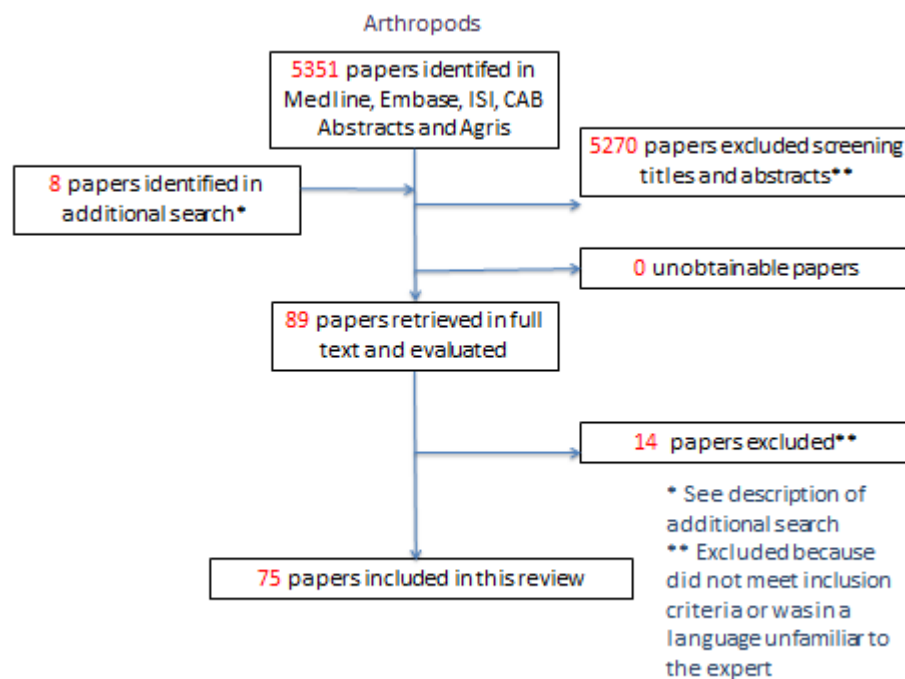 Arthropods
5351 papers identifed in
Medline, Embase, ISI, CAB
Abstracts and Agris
5270 papers excluded screening
titles and abstracts**
8 papers identified in
additional search*
0 unobtainable papers
89 papers retrieved in full
text and evaluated
14 papers excluded**
* See description of
additional search
** Excluded because
did not meet inclusion
criteria or was in a
language unfamiliar to
the expert
75 papers included in this review